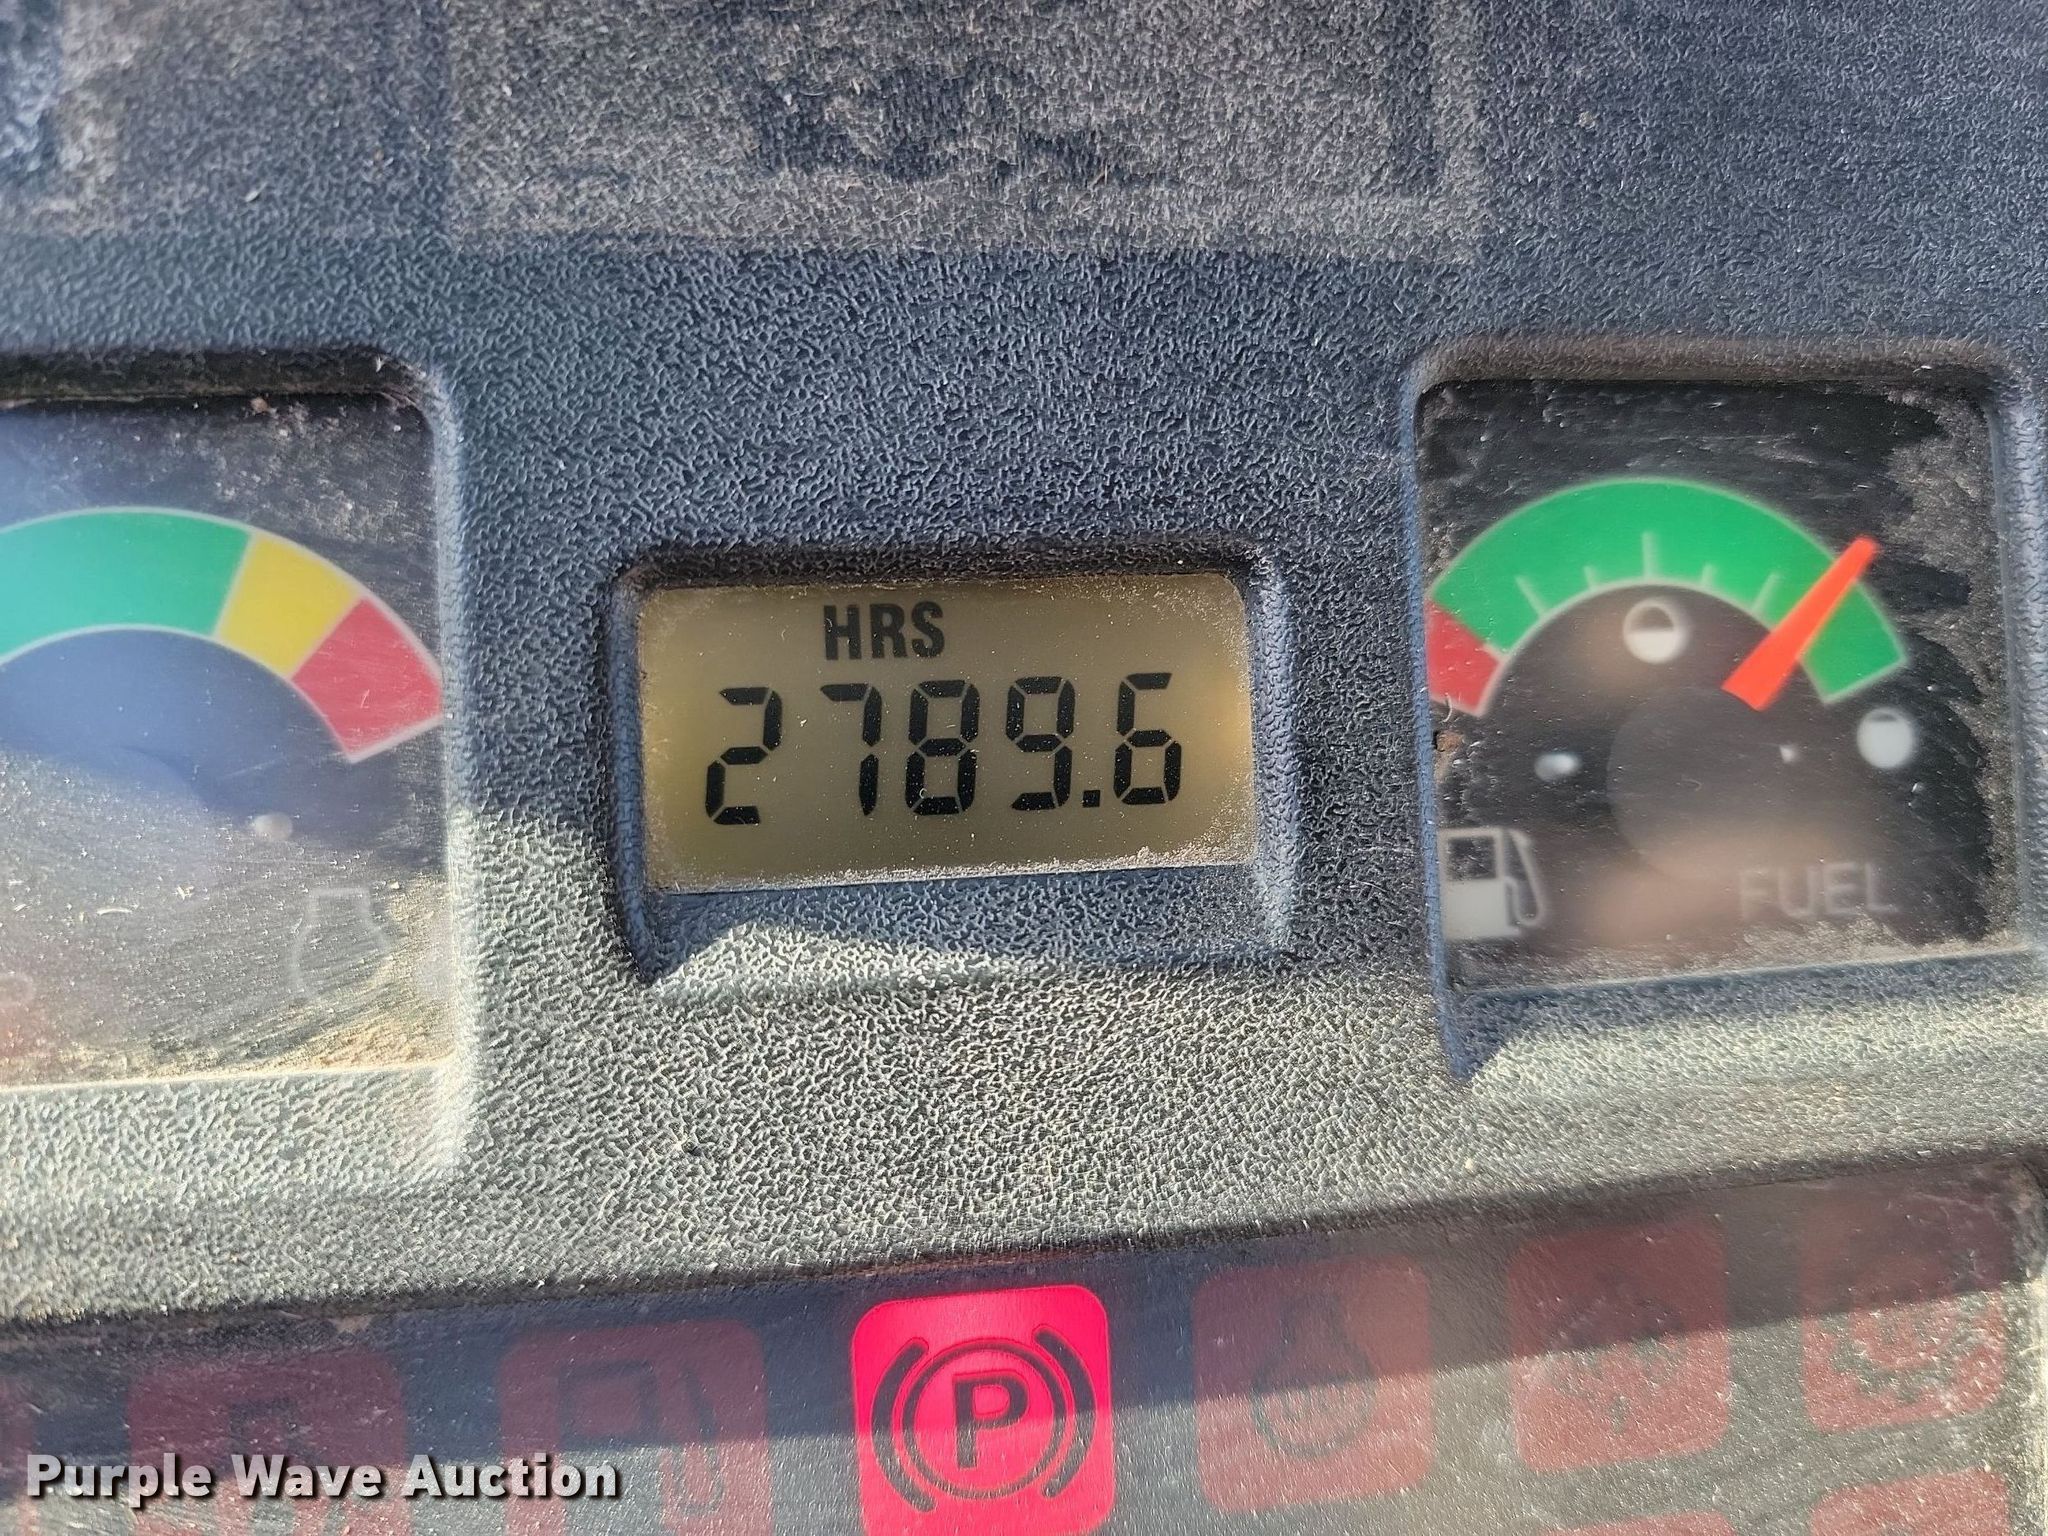 HRS
2789.6
FUEL
P
Purple Wave Auction